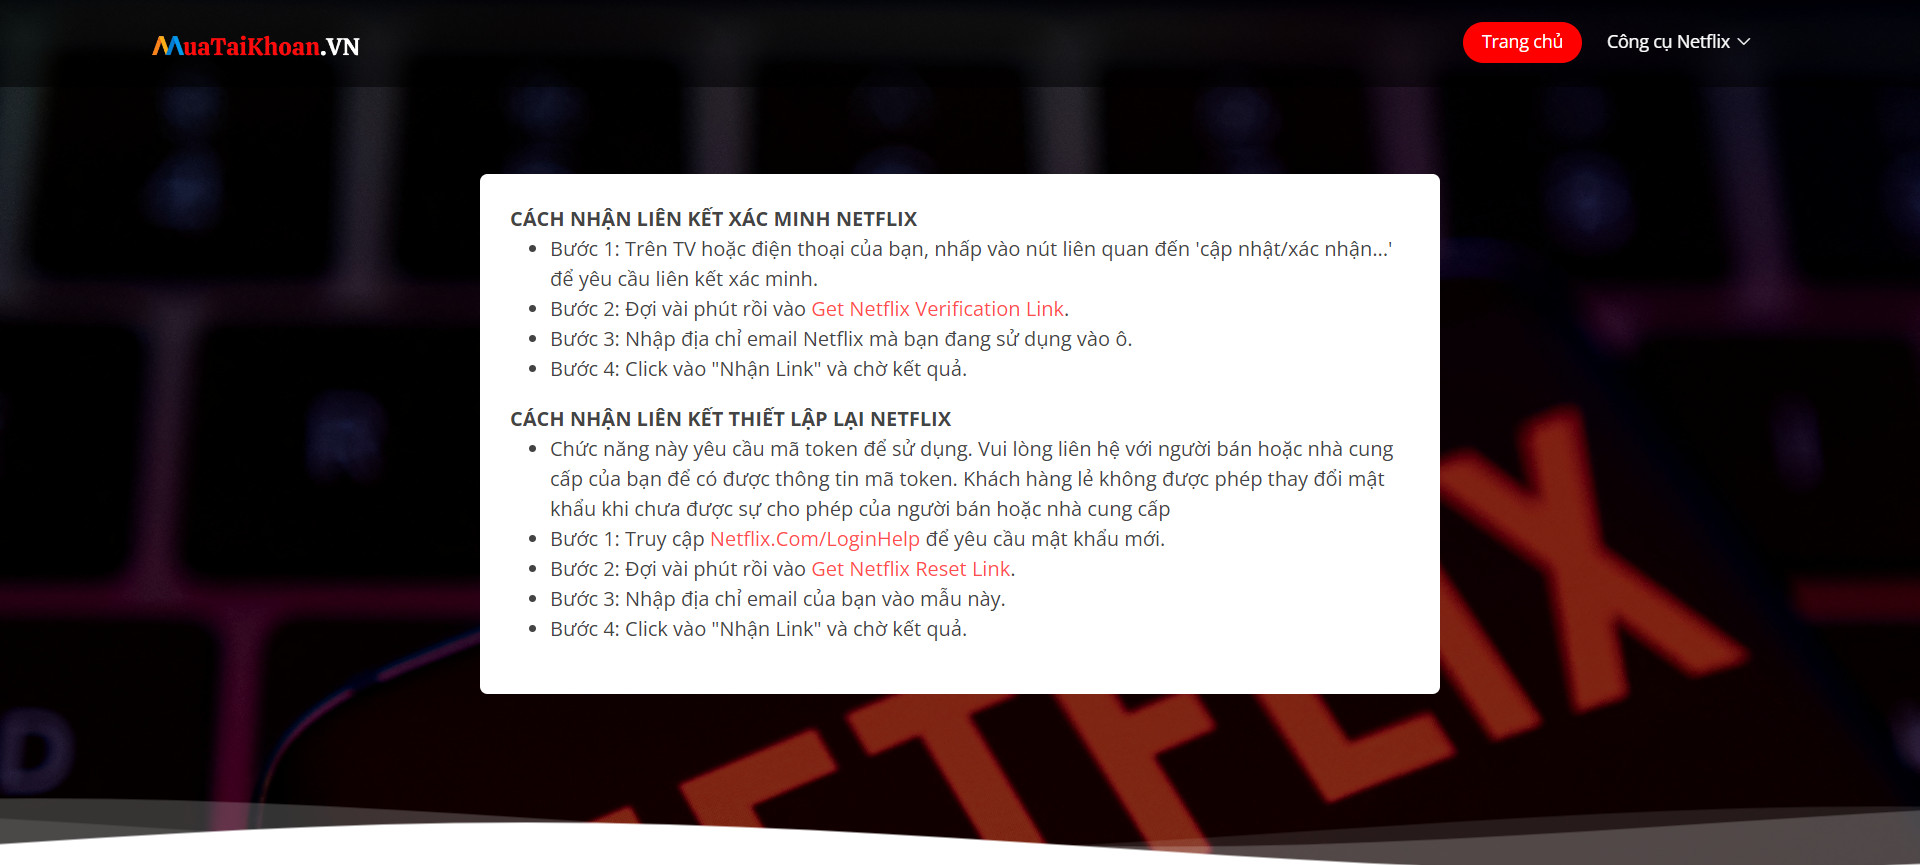 MuaTaiKhoan.VN
Trang chủ
Công cụ Netflix
CÁCH NHẬN LIÊN KẾT XÁC MINH NETFLIX
Bước 1: Trên TV hoặc điện thoại của bạn, nhấp vào nút liên quan đến 'cập nhật/xác nhận...'
để yêu cầu liên kết xác minh.
Bước 2: Đợi vài phút rồi vào Get Netflix Verification Link.
Bước 3: Nhập địa chỉ email Netflix mà bạn đang sử dụng vào ô.
Bước 4: Click vào "Nhận Link" và chờ kết quả.
CÁCH NHẬN LIÊN KẾT THIẾT LẬP LẠI NETFLIX
Chức năng này yêu cầu mã token để sử dụng. Vui lòng liên hệ với người bán hoặc nhà cung
cấp của bạn để có được thông tin mã token. Khách hàng lẻ không được phép thay đổi mật
khẩu khi chưa được sự cho phép của người bán hoặc nhà cung cấp
Bước 1: Truy cập Netflix.Com/LoginHelp để yêu cầu mật khẩu mới.
Bước 2: Đợi vài phút rồi vào Get Netflix Reset Link.
Bước 3: Nhập địa chỉ email của bạn vào mẫu này.
Bước 4: Click vào "Nhận Link" và chờ kết quả.